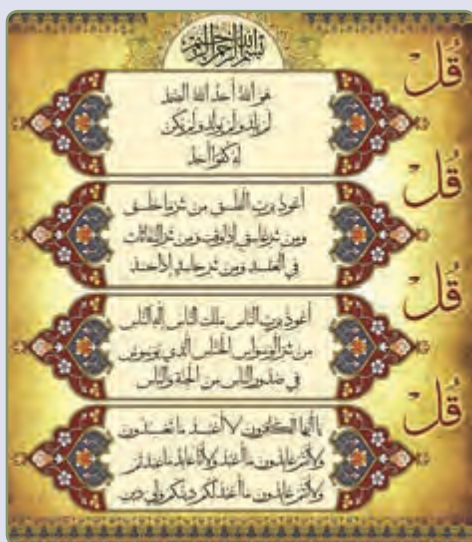 بسم الله الرحمن الرحيم
قل
هو الله أحد الله الصمد
لم يلد ولم يولد ولم يكن
له كفوا أحد
قل
أعوذ برب الفلق من شر ما خلق
ومن شر غاسق إذا وقب ومن شر النفاثات
في العقد ومن شر حاسد إذا حسد
قل
أعوذ برب الناس ملك الناس إله الناس
من شر الوسواس الخناس الذي يوسوس
في صدور الناس من الجنة والناس
قل
يا أيها الكافرون لا أعبد ما تعبدون
ولا أنتم عابدون ما أعبد ولا أنا عابد ما عبدتم
ولا أنتم عابدون ما أعبد لكم دينكم ولي دين